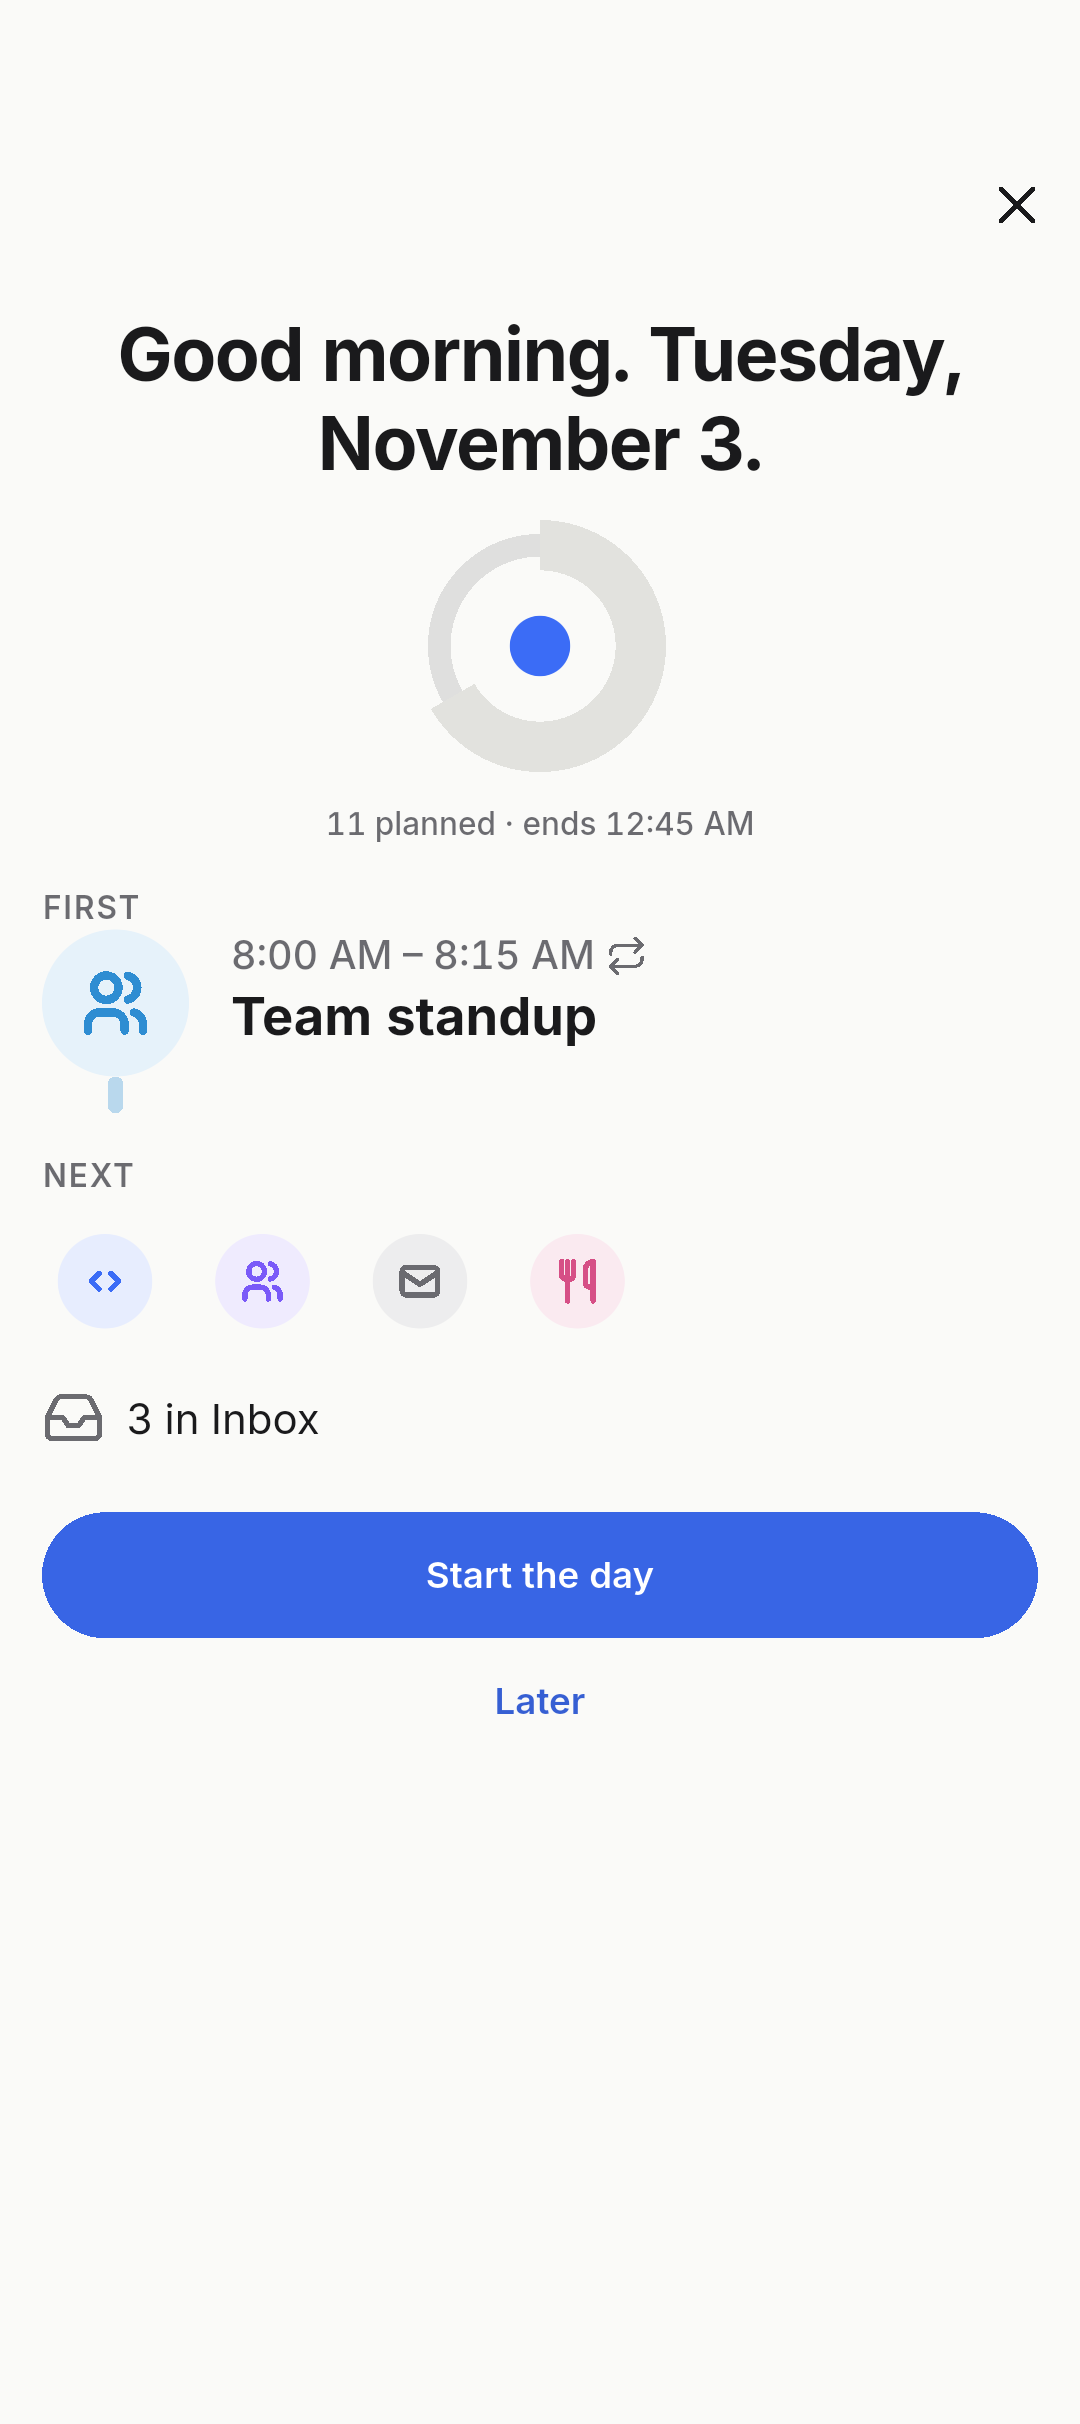 Good morning. Tuesday,
November 3.
11 planned · ends 12:45 AM
FIRST
8:00 AM – 8:15 AM
Team standup
NEXT
3 in Inbox
Start the day
Later